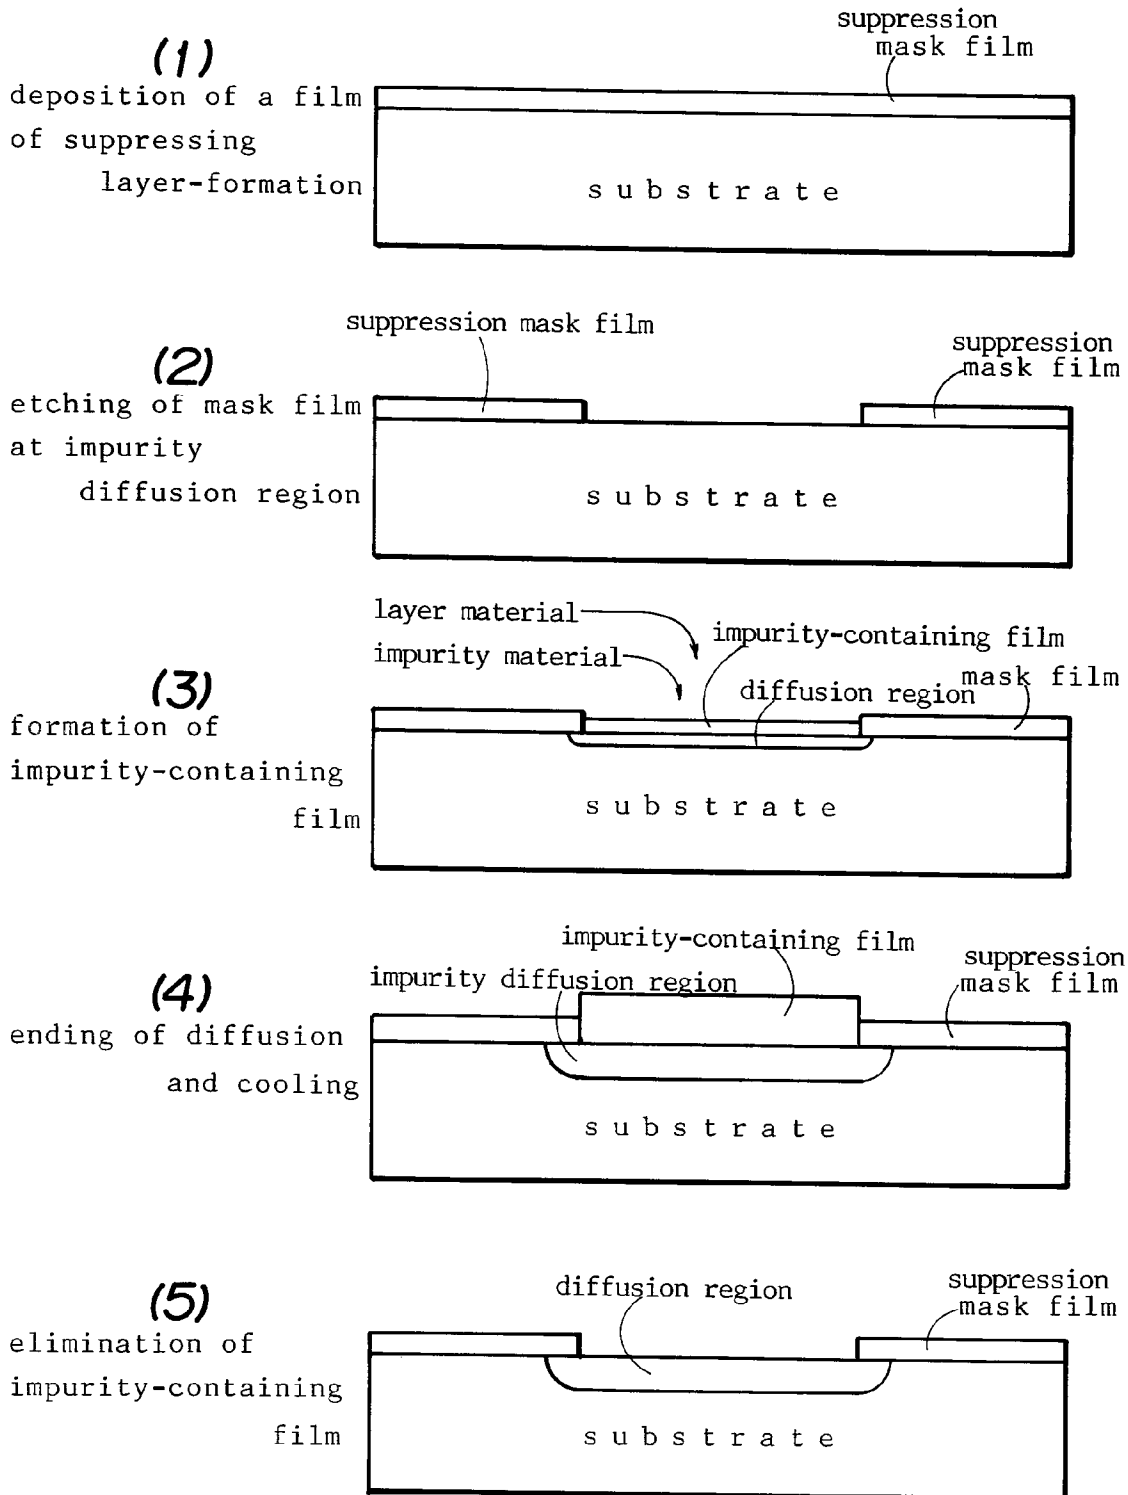 (1)
deposition of a film
of suppressing
layer-formation
suppression
mask film
substrate
(2)
etching of mask film
at impurity
diffusion region
suppression mask film
suppression
mask film
substrate
(3)
formation of
impurity-containing
film
layer material
impurity material
impurity-containing film
diffusion region
mask film
substrate
(4)
ending of diffusion
and cooling
impurity-containing film
impurity diffusion region
suppression
mask film
substrate
(5)
elimination of
impurity-containing
film
diffusion region
suppression
mask film
substrate